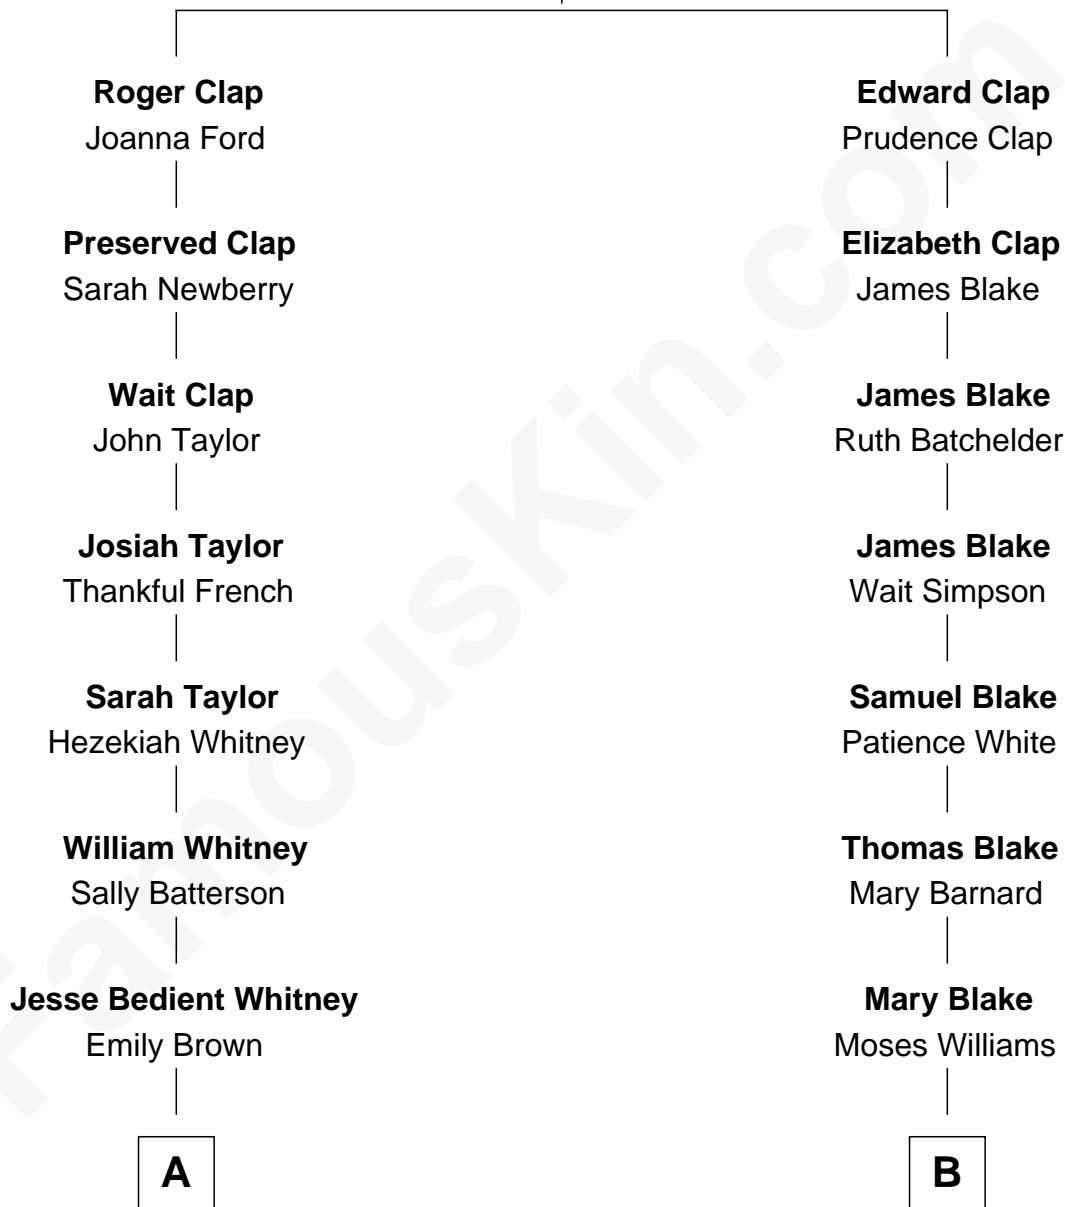 Roger Clap
Joanna Ford
Preserved Clap
Sarah Newberry
Wait Clap
John Taylor
Josiah Taylor
Thankful French
Sarah Taylor
Hezekiah Whitney
William Whitney
Sally Batterson
Jesse Bedient Whitney
Emily Brown
A
Edward Clap
Prudence Clap
Elizabeth Clap
James Blake
James Blake
Ruth Batchelder
James Blake
Wait Simpson
Samuel Blake
Patience White
Thomas Blake
Mary Barnard
Mary Blake
Moses Williams
B
FamousKin.com